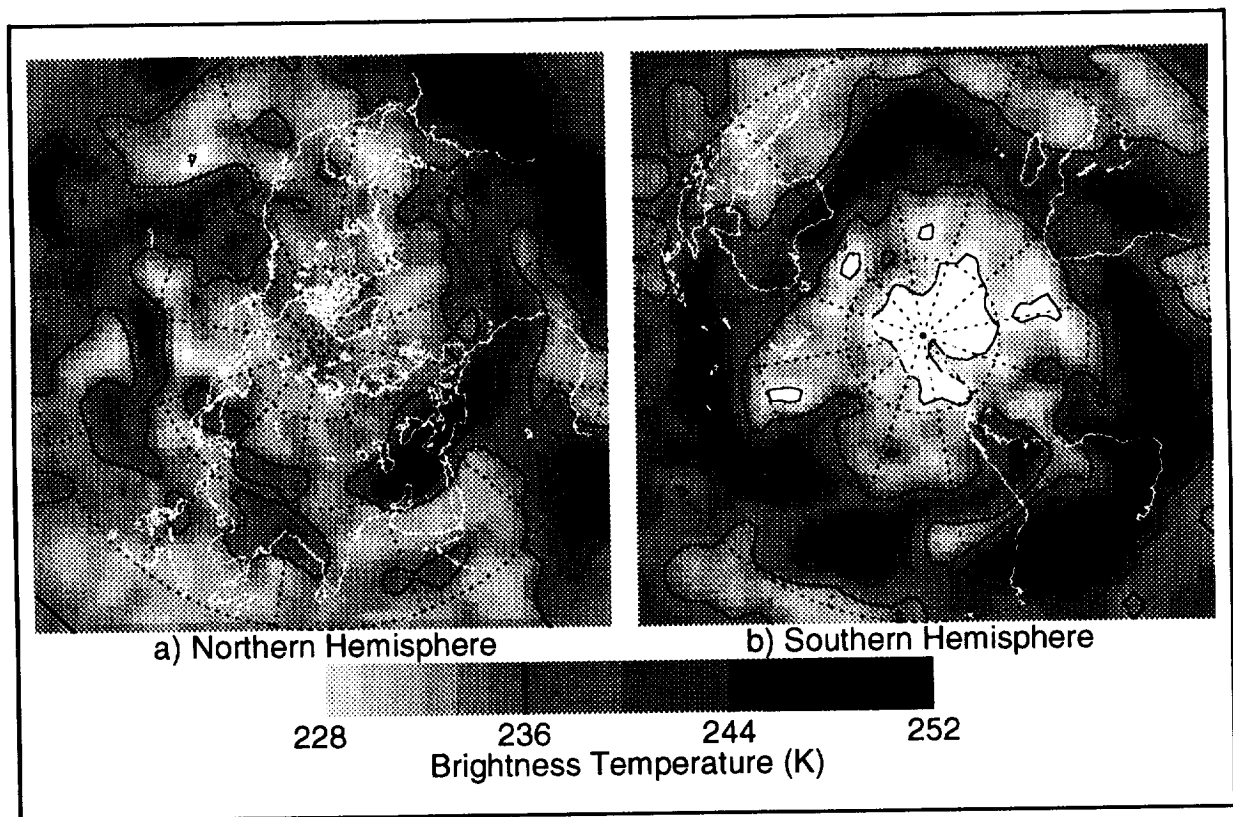 a) Northern Hemisphere
b) Southern Hemisphere
228
236
244
252
Brightness Temperature (K)